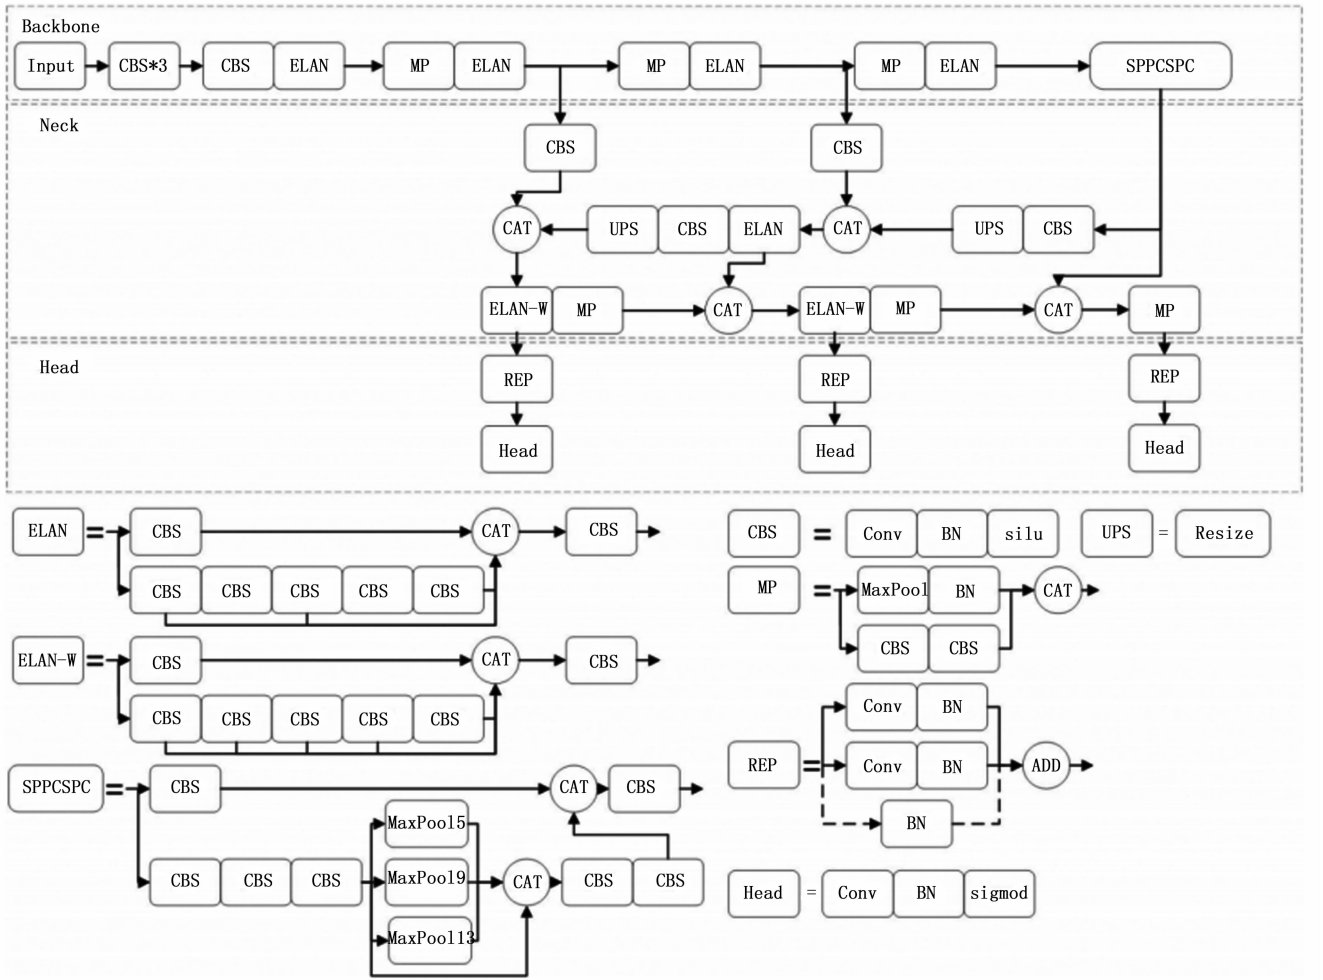 Backbone
Input CBS*3 CBS ELAN MP ELAN MP ELAN MP ELAN SPPCSPC
Neck
CBS CBS
CAT UPS CBS ELAN CAT UPS CBS
ELAN-W MP CAT ELAN-W MP CAT MP
Head
REP REP REP
Head Head Head
ELAN = CBS CAT CBS
CBS CBS CBS CBS CBS
ELAN-W = CBS CAT CBS
CBS CBS CBS CBS CBS
SPPCSPC = CBS CAT CBS
MaxPool5
CBS CBS CBS MaxPool9 CAT CBS CBS
MaxPool13
CBS = Conv BN silu UPS = Resize
MP = MaxPool BN CAT
CBS CBS
Conv BN
REP = Conv BN ADD
BN
Head = Conv BN sigmod